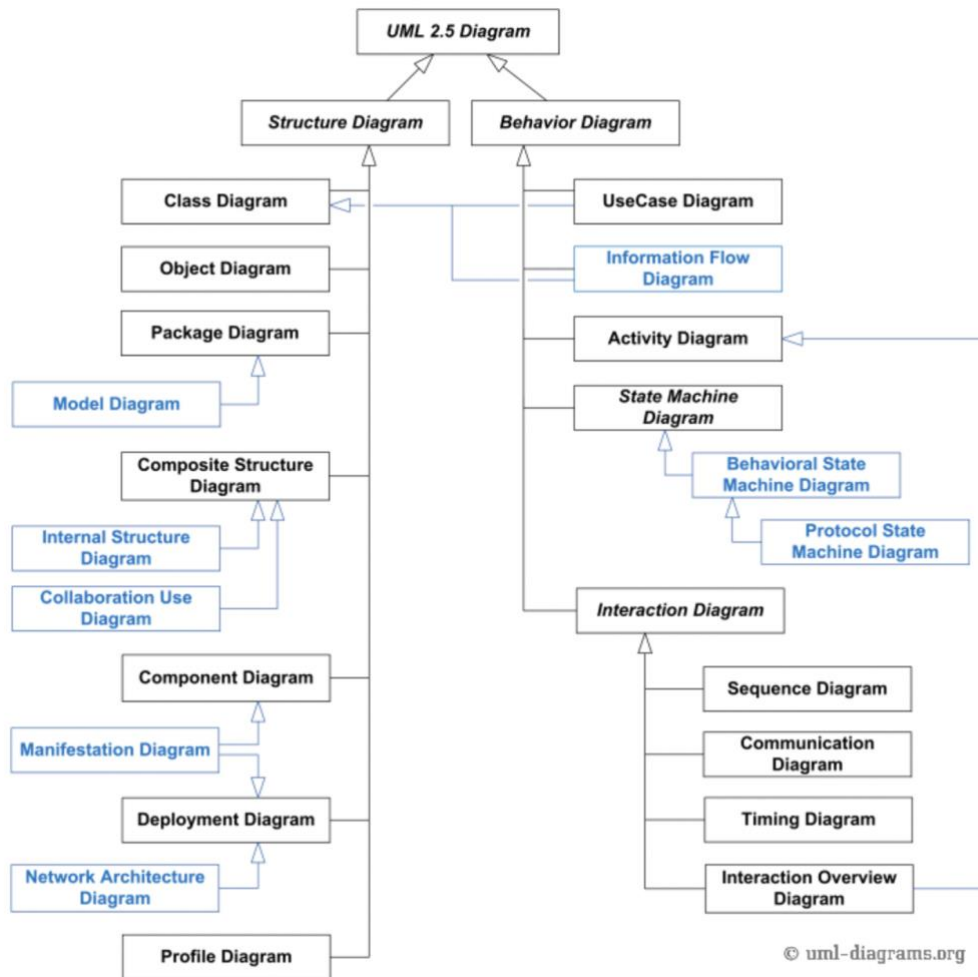 UML 2.5 Diagram
Structure Diagram
Behavior Diagram
Class Diagram
UseCase Diagram
Object Diagram
Information Flow
Diagram
Package Diagram
Activity Diagram
Model Diagram
State Machine
Diagram
Composite Structure
Diagram
Behavioral State
Machine Diagram
Internal Structure
Diagram
Protocol State
Machine Diagram
Collaboration Use
Diagram
Interaction Diagram
Component Diagram
Sequence Diagram
Manifestation Diagram
Communication
Diagram
Deployment Diagram
Timing Diagram
Network Architecture
Diagram
Interaction Overview
Diagram
Profile Diagram
© uml-diagrams.org